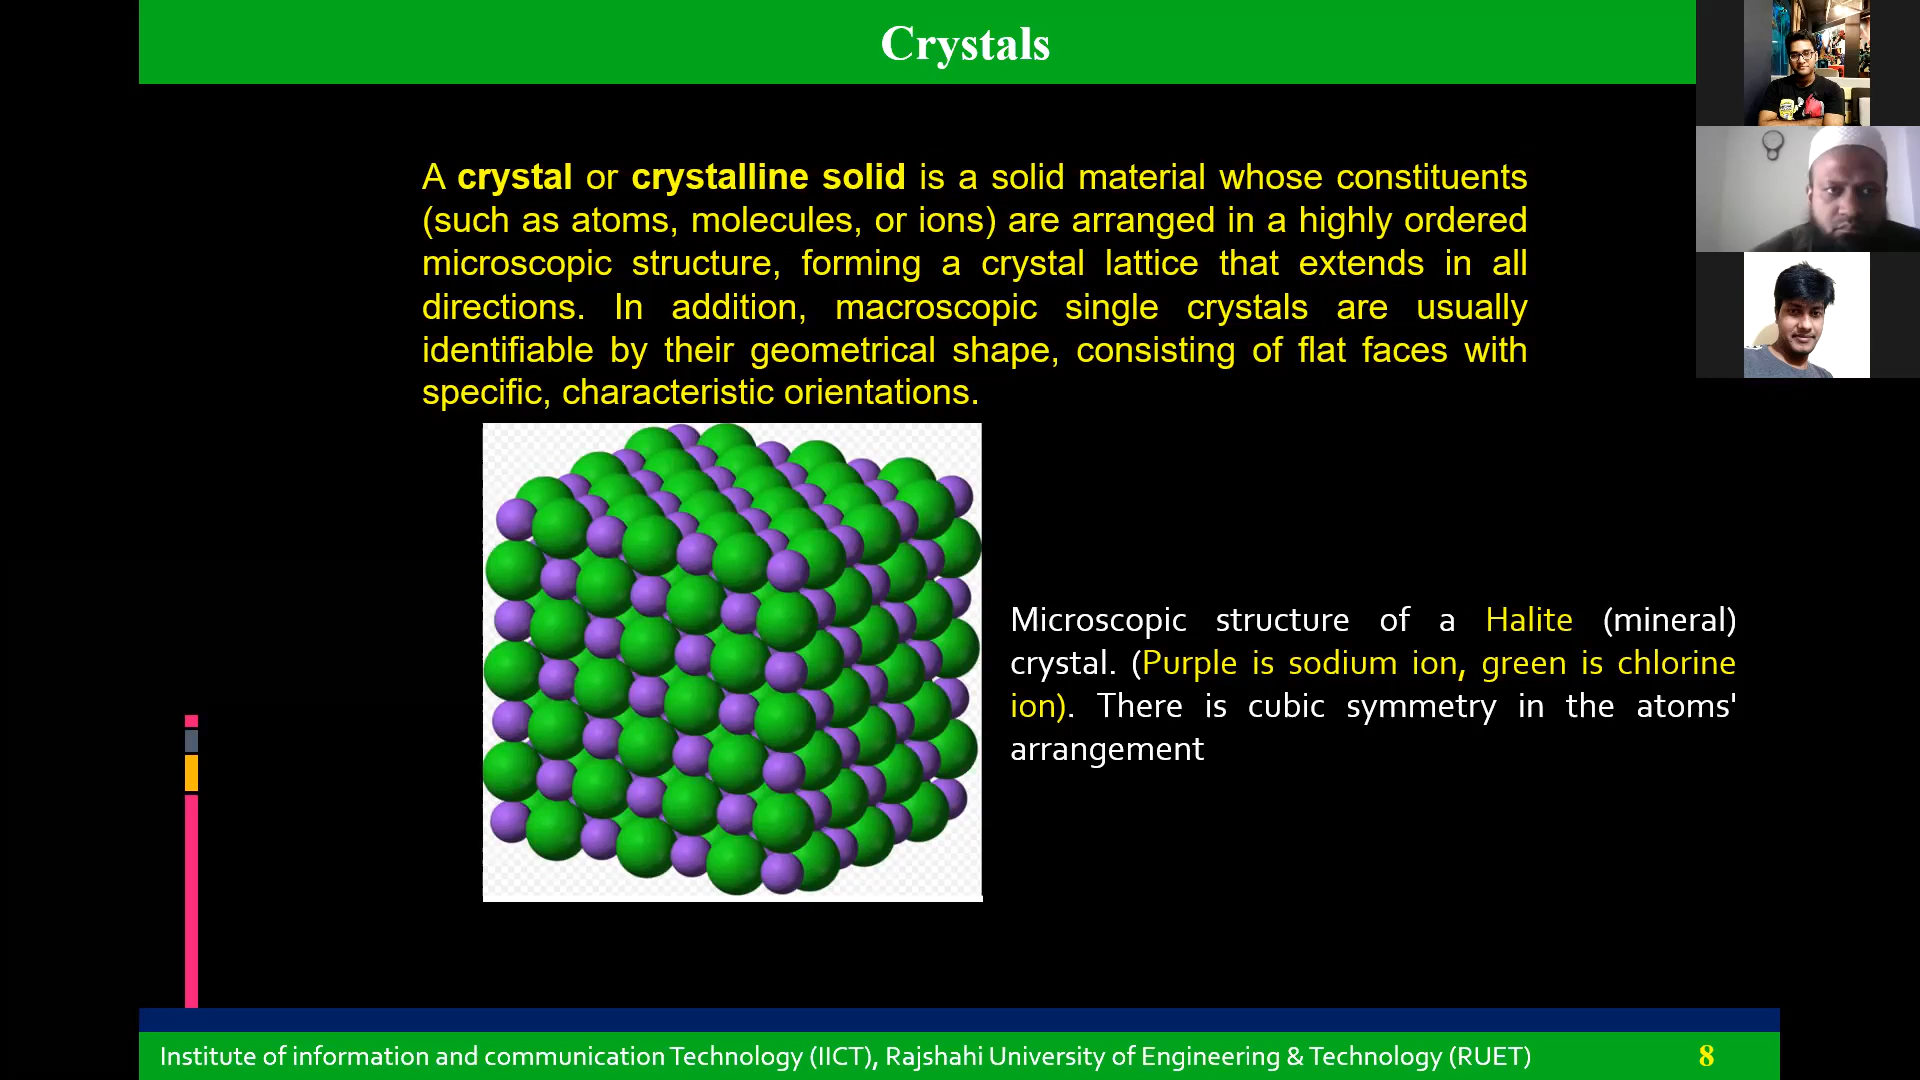 Crystals
A crystal or crystalline solid is a solid material whose constituents
(such as atoms, molecules, or ions) are arranged in a highly ordered
microscopic structure, forming a crystal lattice that extends in all
directions. In addition, macroscopic single crystals are usually
identifiable by their geometrical shape, consisting of flat faces with
specific, characteristic orientations.
Microscopic structure of a Halite (mineral)
crystal. (Purple is sodium ion, green is chlorine
ion). There is cubic symmetry in the atoms'
arrangement
Institute of information and communication Technology (IICT), Rajshahi University of Engineering & Technology (RUET)
8